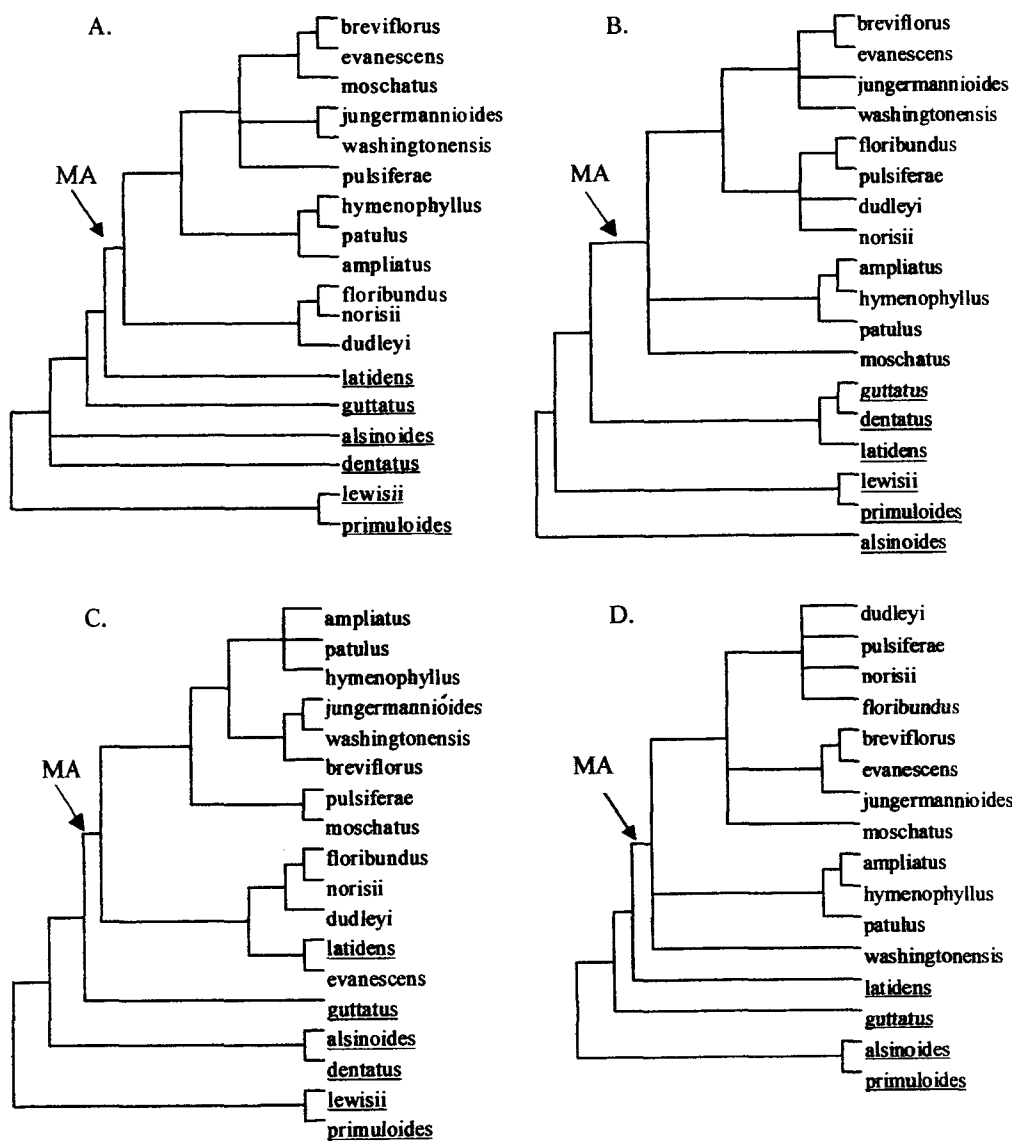 A.
breviflorus
evanescens
moschatus
jungermannioides
washingtonensis
pulsiferae
hymenophyllus
patulus
ampliatus
floribundus
norisii
dudleyi
latidens
guttatus
alsinoides
dentatus
lewisii
primuloides
MA
B.
breviflorus
evanescens
jungermannioides
washingtonensis
floribundus
pulsiferae
dudleyi
norisii
ampliatus
hymenophyllus
patulus
moschatus
guttatus
dentatus
latidens
lewisii
primuloides
alsinoides
MA
C.
ampliatus
patulus
hymenophyllus
jungermannioides
washingtonensis
breviflorus
pulsiferae
moschatus
floribundus
norisii
dudleyi
latidens
evanescens
guttatus
alsinoides
dentatus
lewisii
primuloides
MA
D.
dudleyi
pulsiferae
norisii
floribundus
breviflorus
evanescens
jungermannioides
moschatus
ampliatus
hymenophyllus
patulus
washingtonensis
latidens
guttatus
alsinoides
primuloides
MA